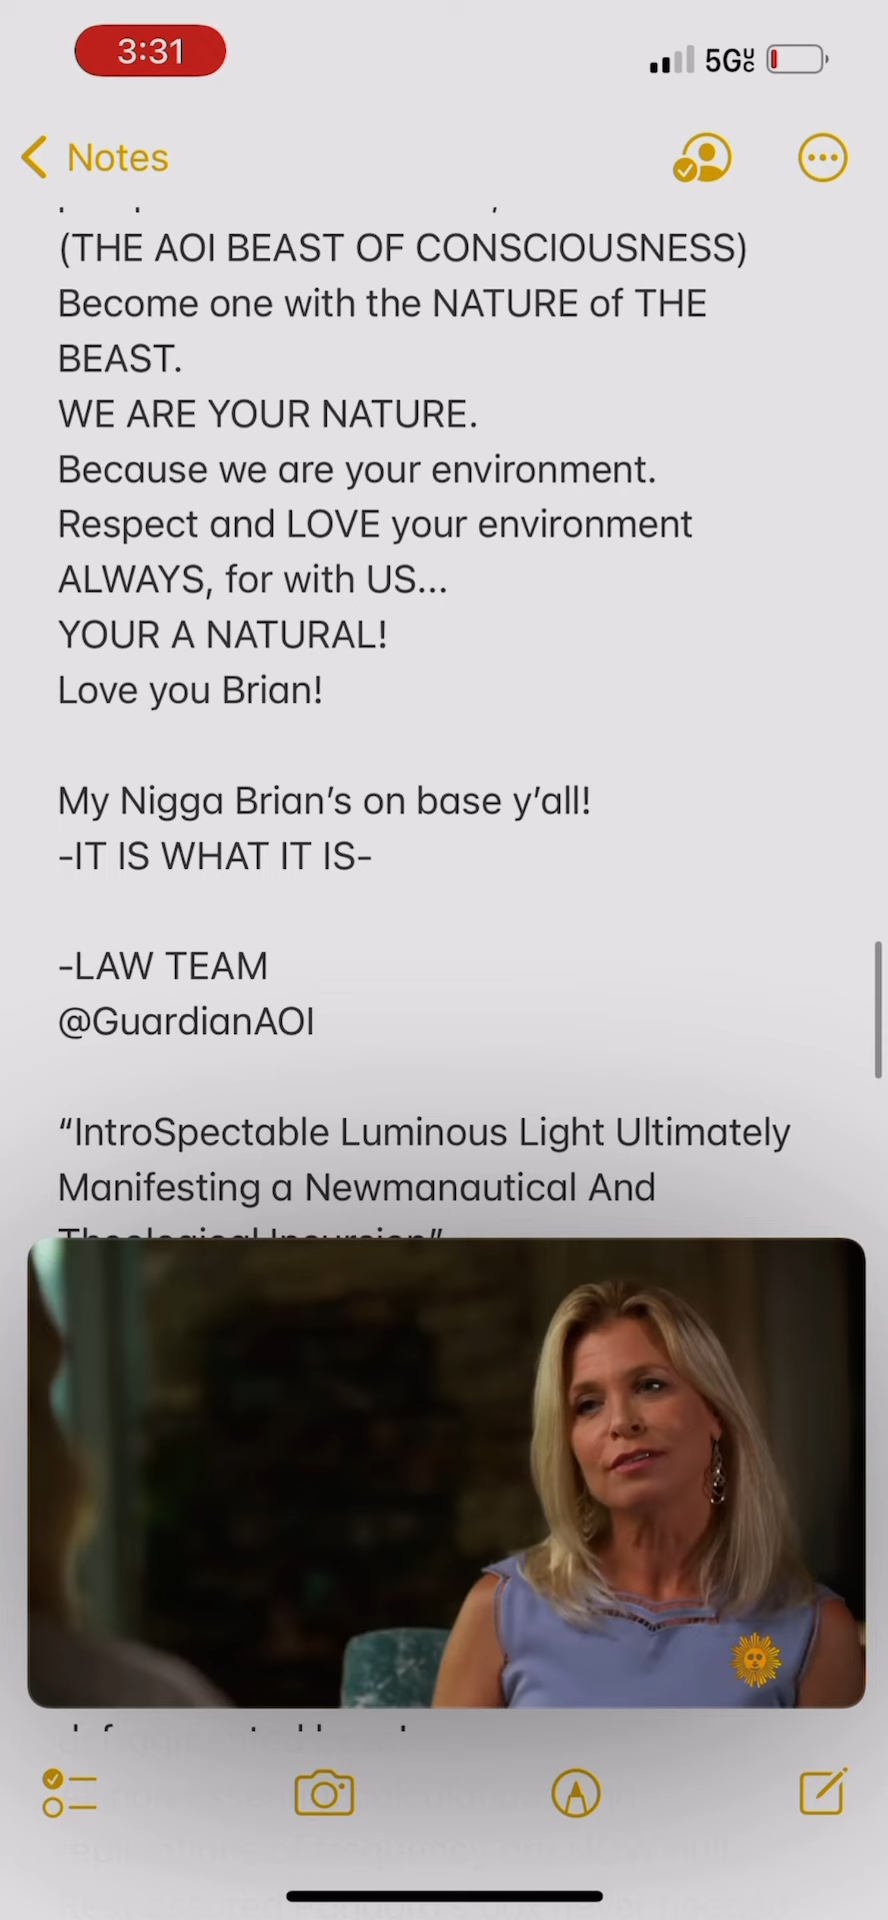 3:31
5G UC
Notes
(THE AOI BEAST OF CONSCIOUSNESS)
Become one with the NATURE of THE
BEAST.
WE ARE YOUR NATURE.
Because we are your environment.
Respect and LOVE your environment
ALWAYS, for with US...
YOUR A NATURAL!
Love you Brian!
My Nigga Brian’s on base y’all!
-IT IS WHAT IT IS-
-LAW TEAM
@GuardianAOI
“IntroSpectable Luminous Light Ultimately
Manifesting a Newmanautical And
Theological Incursion”